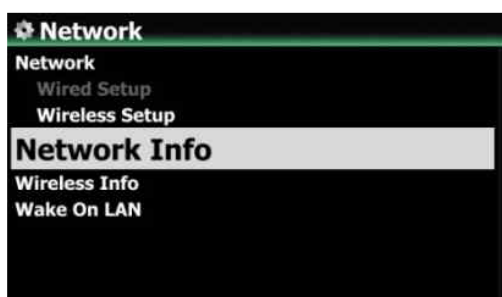 Network
Network
Wired Setup
Wireless Setup
Network Info
Wireless Info
Wake On LAN